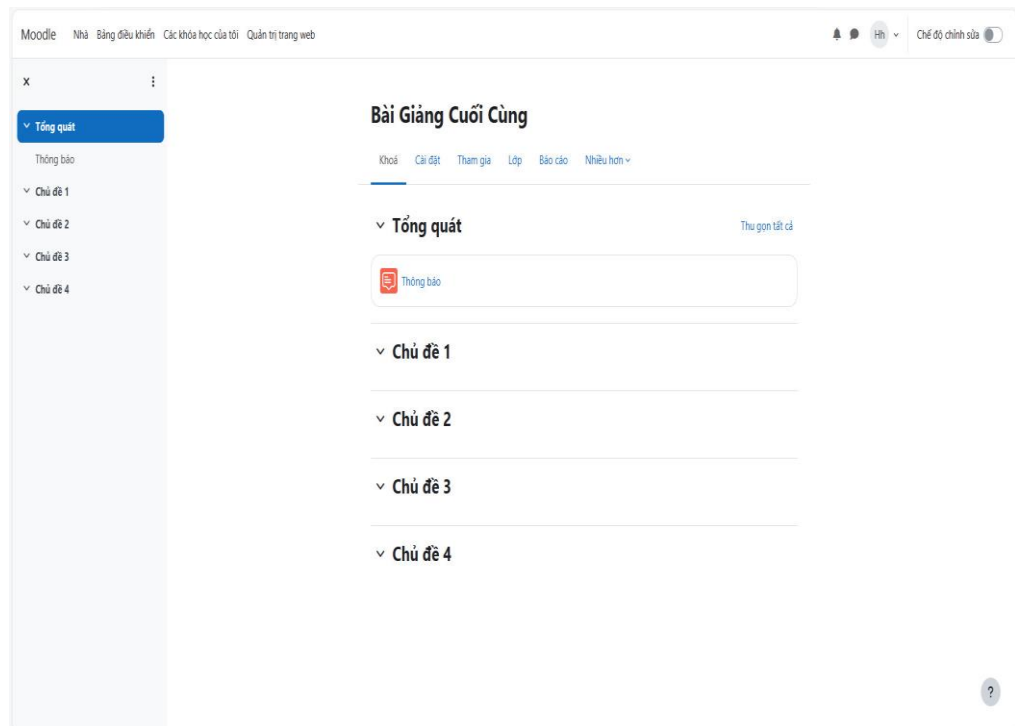 Moodle Nhà Bảng điều khiển Các khóa học của tôi Quản trị trang web Hh Chế độ chỉnh sửa
x
Tổng quát
Thông báo
Chủ đề 1
Chủ đề 2
Chủ đề 3
Chủ đề 4
Bài Giảng Cuối Cùng
Khoá Cài đặt Tham gia Lớp Báo cáo Nhiều hơn
Tổng quát Thu gọn tất cả
Thông báo
Chủ đề 1
Chủ đề 2
Chủ đề 3
Chủ đề 4
?